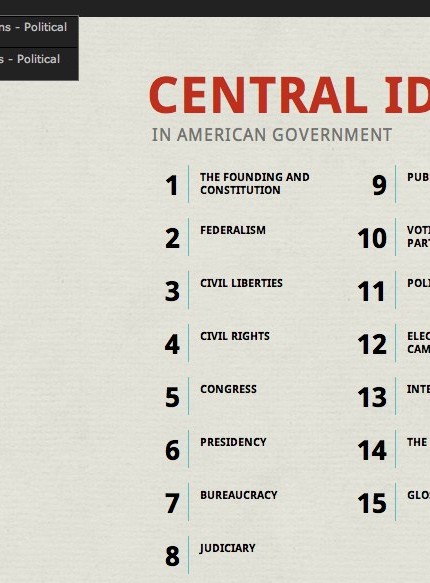 ns - Political
s - Political
CENTRAL ID
IN AMERICAN GOVERNMENT
1 THE FOUNDING AND
CONSTITUTION
2 FEDERALISM
3 CIVIL LIBERTIES
4 CIVIL RIGHTS
5 CONGRESS
6 PRESIDENCY
7 BUREAUCRACY
8 JUDICIARY
9 PUB
10 VOTI
PART
11 POLI
12 ELEC
CAM
13 INTE
14 THE
15 GLO